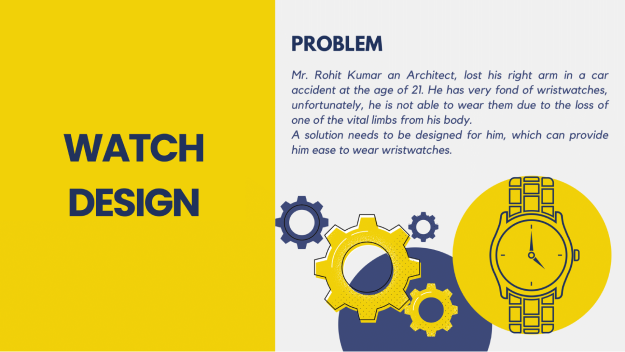 WATCH
DESIGN
PROBLEM
Mr. Rohit Kumar an Architect, lost his right arm in a car
accident at the age of 21. He has very fond of wristwatches,
unfortunately, he is not able to wear them due to the loss of
one of the vital limbs from his body.
A solution needs to be designed for him, which can provide
him ease to wear wristwatches.